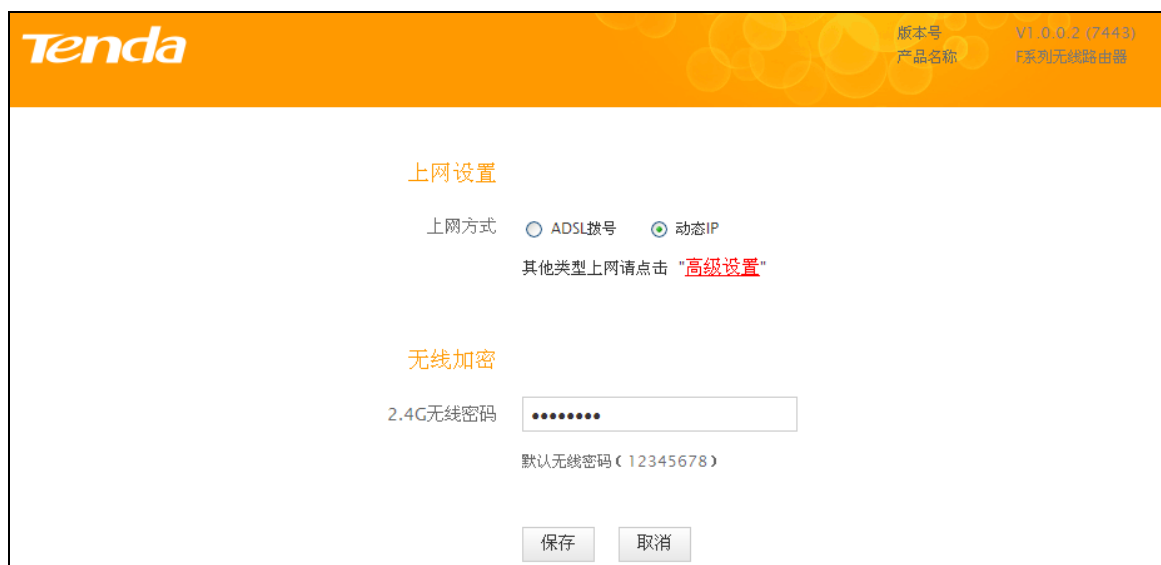 Tenda
版本号 V1.0.0.2 (7443)
产品名称 F系列无线路由器
上网设置
上网方式 ADSL拨号 动态IP
其他类型上网请点击 "高级设置"
无线加密
2.4G无线密码 ••••••••
默认无线密码(12345678)
保存 取消